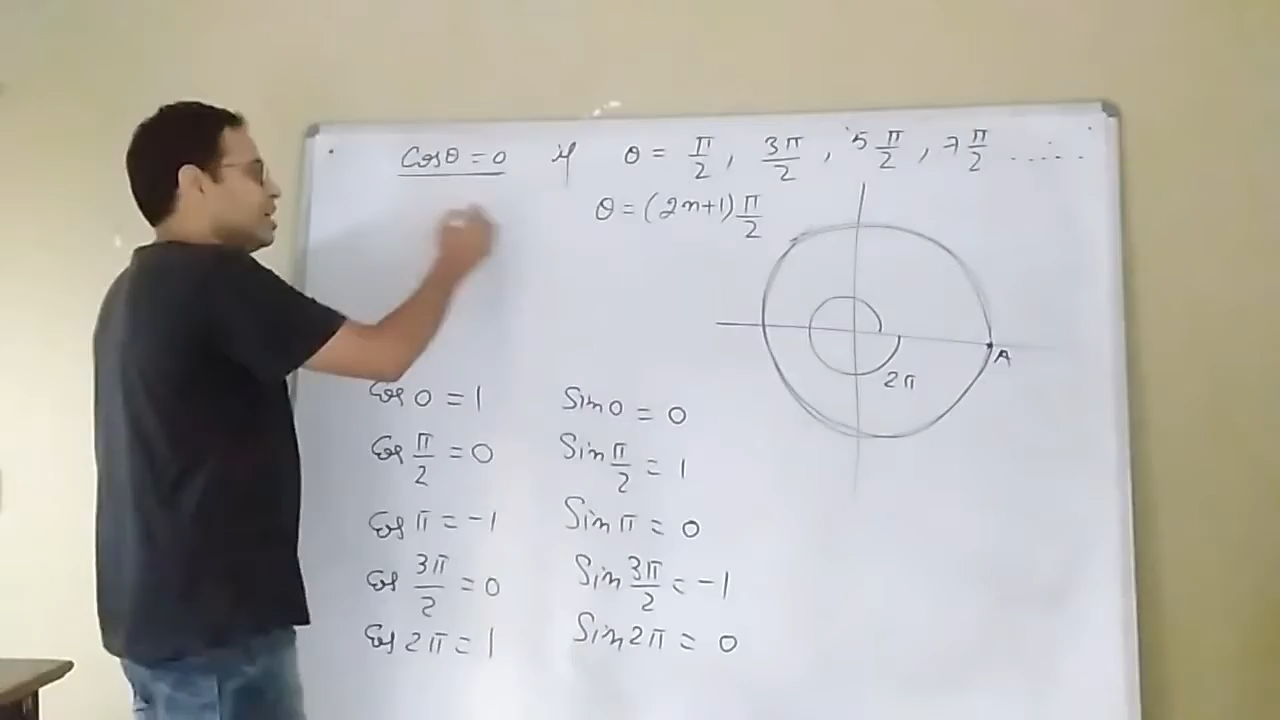 Cosθ = 0 if θ = π/2, 3π/2, 5π/2, 7π/2 ......
θ = (2n+1)π/2
A
2π
Cos 0 = 1 Sin 0 = 0
Cos π/2 = 0 Sin π/2 = 1
Cos π = -1 Sin π = 0
Cos 3π/2 = 0 Sin 3π/2 = -1
Cos 2π = 1 Sin 2π = 0